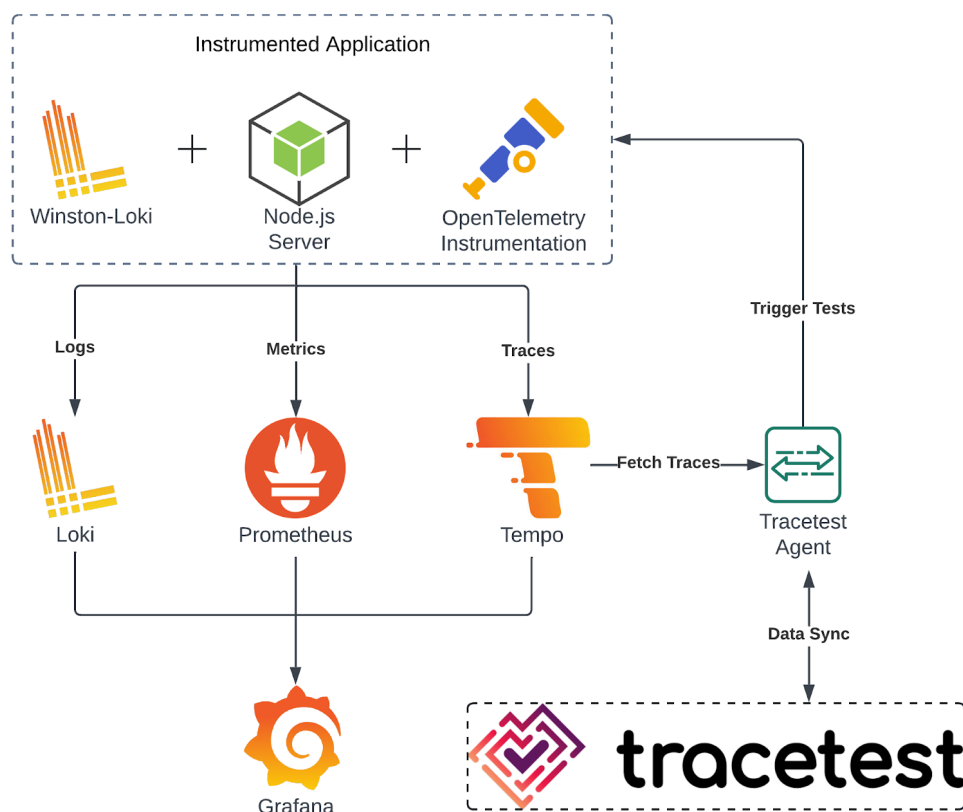 Instrumented Application
Winston-Loki
Node.js
Server
OpenTelemetry
Instrumentation
Logs
Metrics
Traces
Trigger Tests
Fetch Traces
Loki
Prometheus
Tempo
Tracetest
Agent
Data Sync
Grafana
tracetest